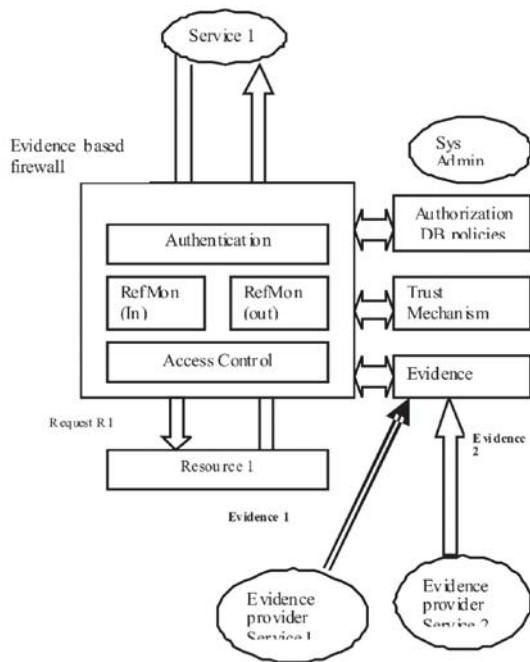 Service 1
Evidence based
firewall
Sys
Admin
Authentication
Authorization
DB policies
RefMon
(In)
RefMon
(out)
Trust
Mechanism
Access Control
Evidence
Request R1
Evidence
2
Resource 1
Evidence 1
Evidence
provider
Service 1
Evidence
provider
Service 2